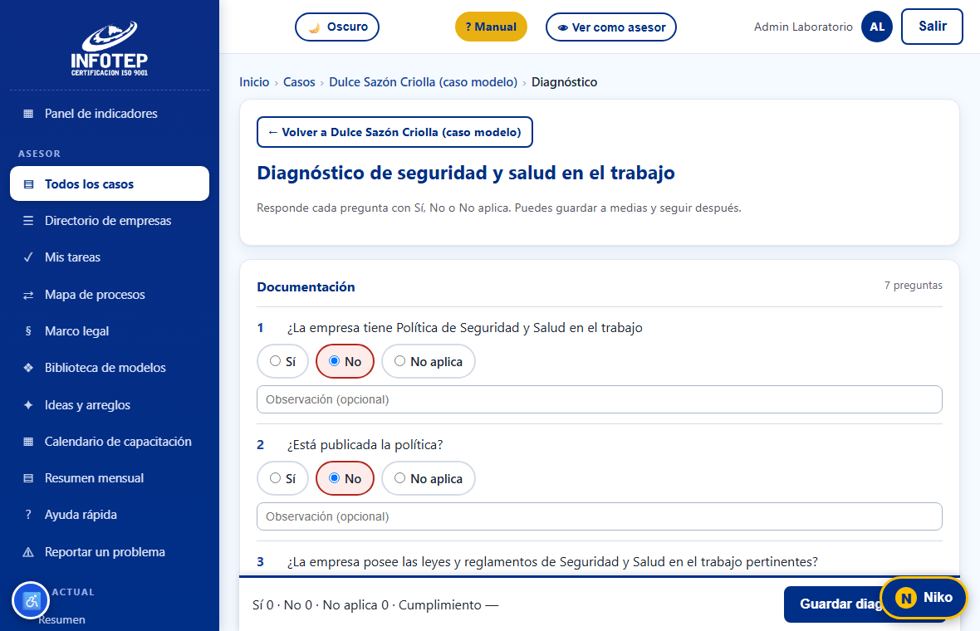 INFOTEP
CERTIFICACION ISO 9001
Panel de indicadores
ASESOR
Todos los casos
Directorio de empresas
Mis tareas
Mapa de procesos
§ Marco legal
Biblioteca de modelos
Ideas y arreglos
Calendario de capacitación
Resumen mensual
? Ayuda rápida
Reportar un problema
ACTUAL
Resumen
Oscuro
? Manual
Ver como asesor
Admin Laboratorio
AL
Salir
Inicio › Casos › Dulce Sazón Criolla (caso modelo) › Diagnóstico
← Volver a Dulce Sazón Criolla (caso modelo)
Diagnóstico de seguridad y salud en el trabajo
Responde cada pregunta con Sí, No o No aplica. Puedes guardar a medias y seguir después.
Documentación
7 preguntas
1 ¿La empresa tiene Política de Seguridad y Salud en el trabajo
Sí No No aplica
Observación (opcional)
2 ¿Está publicada la política?
Sí No No aplica
Observación (opcional)
3 ¿La empresa posee las leyes y reglamentos de Seguridad y Salud en el trabajo pertinentes?
Sí 0 · No 0 · No aplica 0 · Cumplimiento —
Guardar diag
N Niko